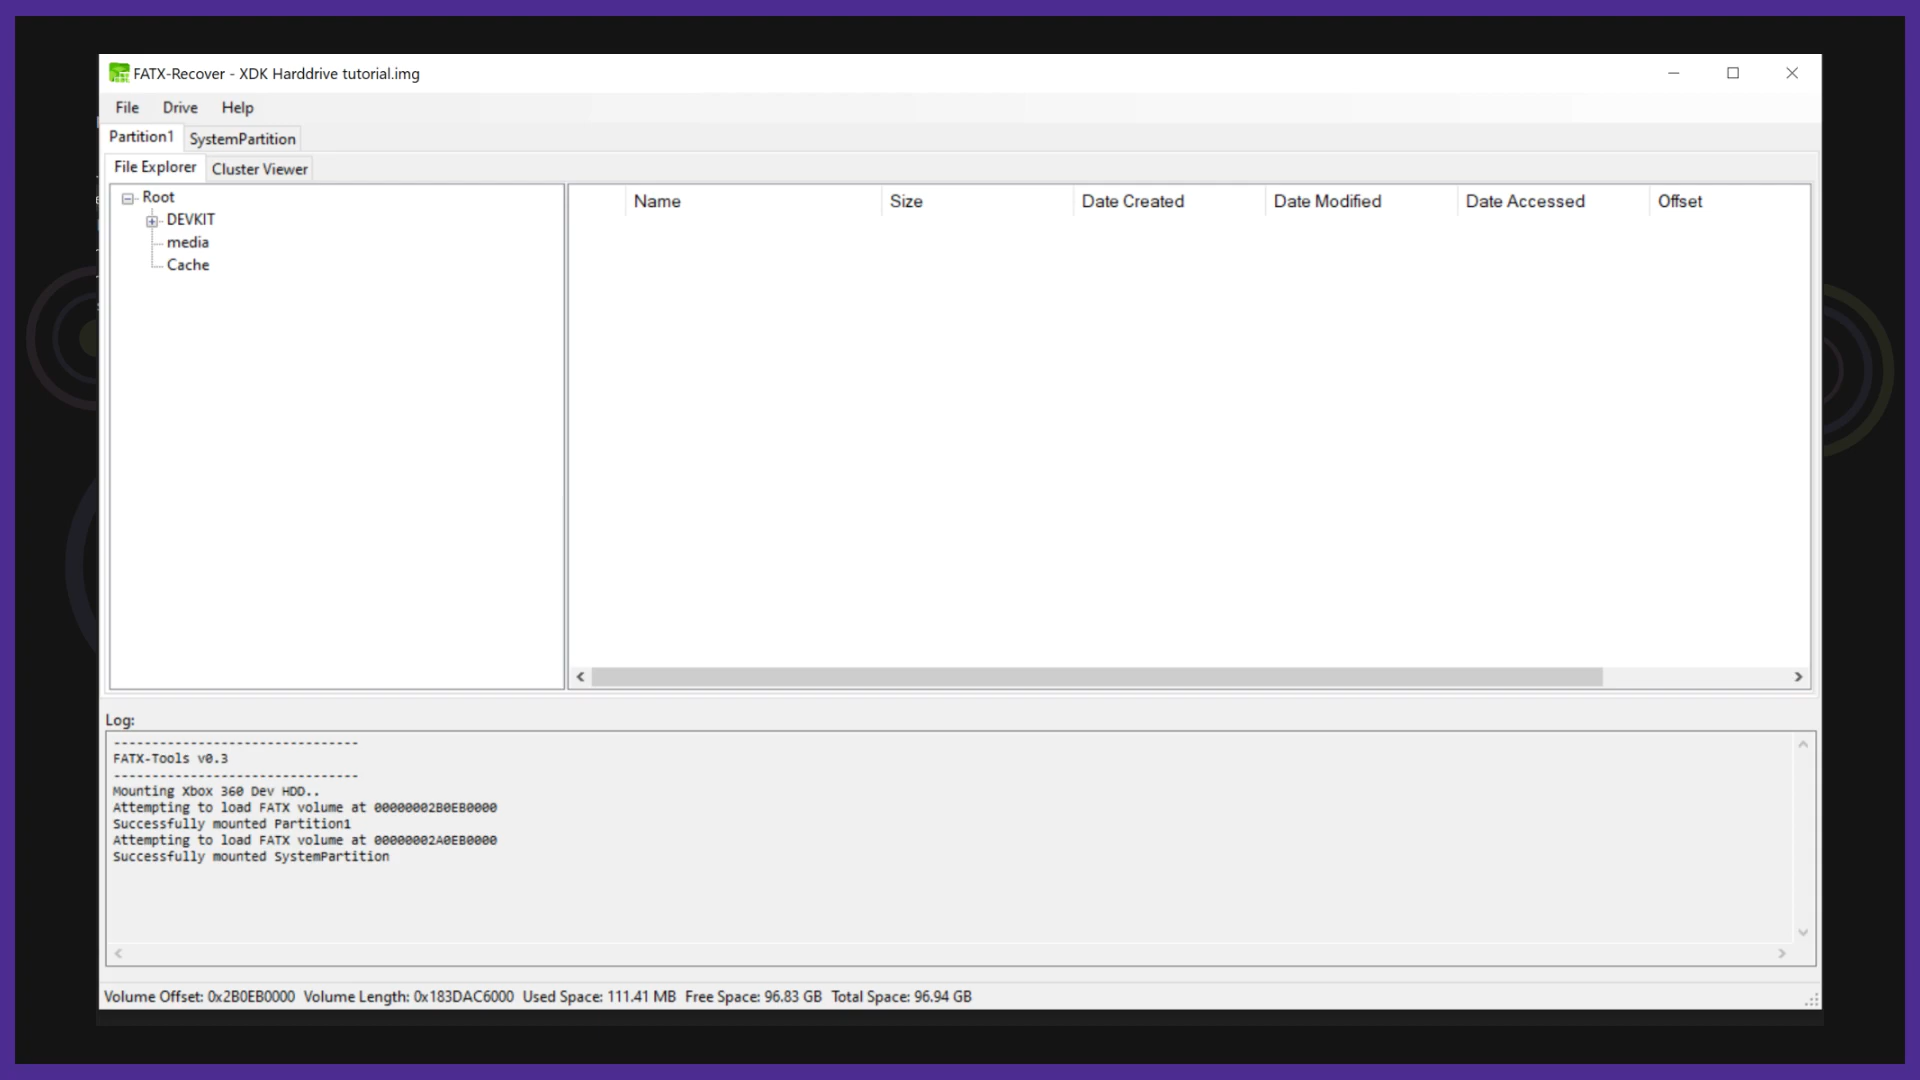 FATX-Recover - XDK Harddrive tutorial.img
File Drive Help
Partition1 SystemPartition
File Explorer Cluster Viewer
Root
DEVKIT
media
Cache
Name Size Date Created Date Modified Date Accessed Offset
Log:
--------------------------------
FATX-Tools v0.3
--------------------------------
Mounting Xbox 360 Dev HDD..
Attempting to load FATX volume at 00000002B0EB0000
Successfully mounted Partition1
Attempting to load FATX volume at 00000002A0EB0000
Successfully mounted SystemPartition
Volume Offset: 0x2B0EB0000 Volume Length: 0x183DAC6000 Used Space: 111.41 MB Free Space: 96.83 GB Total Space: 96.94 GB